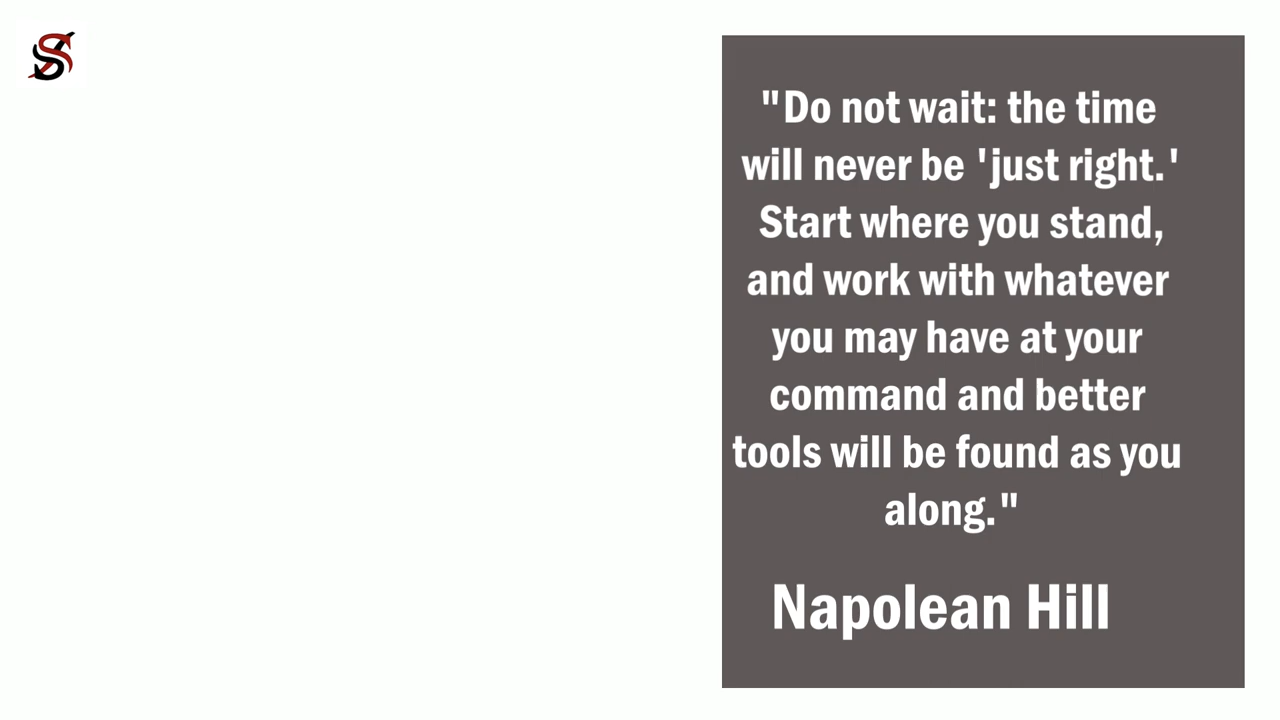 "Do not wait: the time
will never be 'just right.'
Start where you stand,
and work with whatever
you may have at your
command and better
tools will be found as you
along."
Napolean Hill